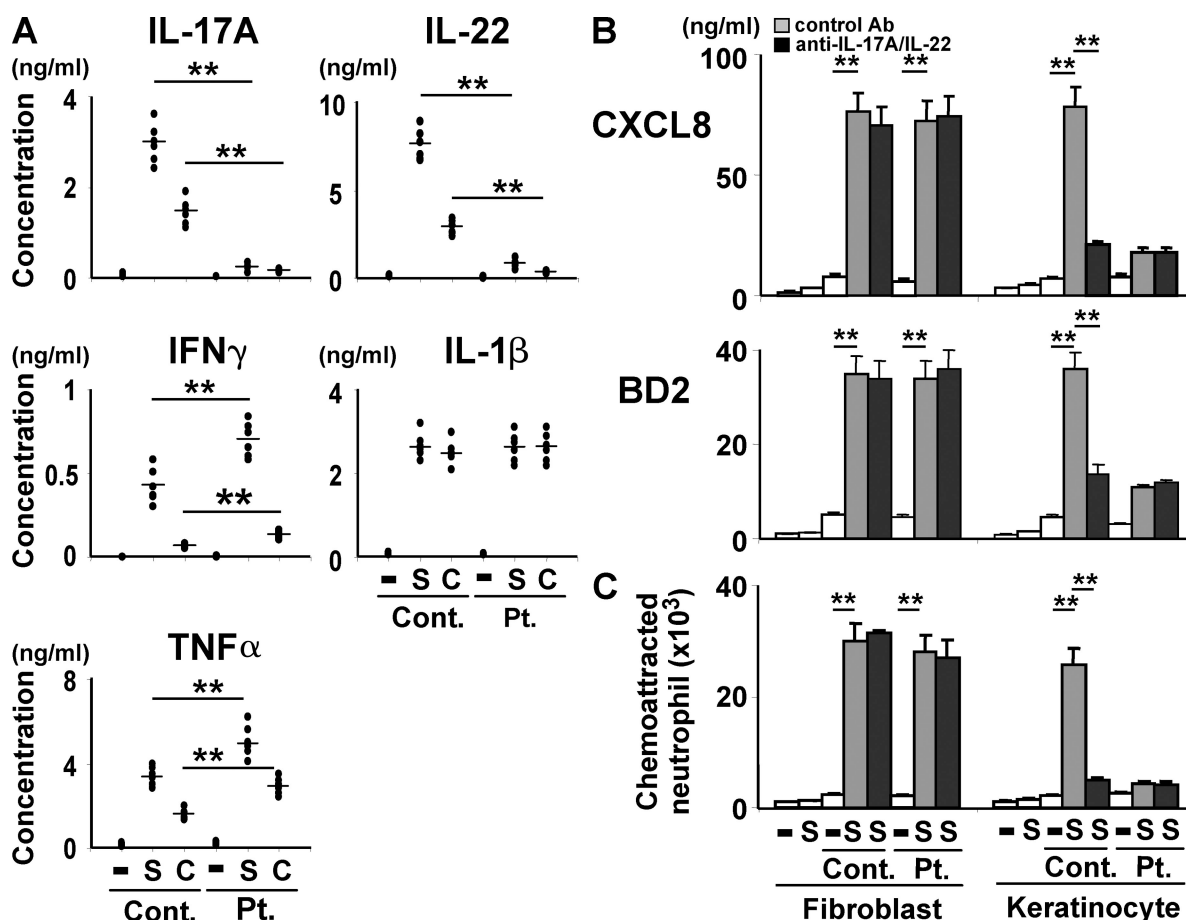 A
IL-17A
(ng/ml)
Concentration
4
2
0
**
**
IL-22
(ng/ml)
10
5
0
**
**
IFNγ
(ng/ml)
Concentration
1
0.5
0
**
**
IL-1β
(ng/ml)
4
2
0
- S C - S C
Cont. Pt.
TNFα
(ng/ml)
Concentration
8
4
0
**
**
- S C - S C
Cont. Pt.
B
(ng/ml)
control Ab
anti-IL-17A/IL-22
CXCL8
100
50
0
** ** ** **
BD2
40
20
0
** ** ** **
C
Chemoattracted
neutrophil (x10³)
40
20
0
** ** ** **
- S - S S - S S - S - S S - S S
Cont. Pt. Cont. Pt.
Fibroblast Keratinocyte